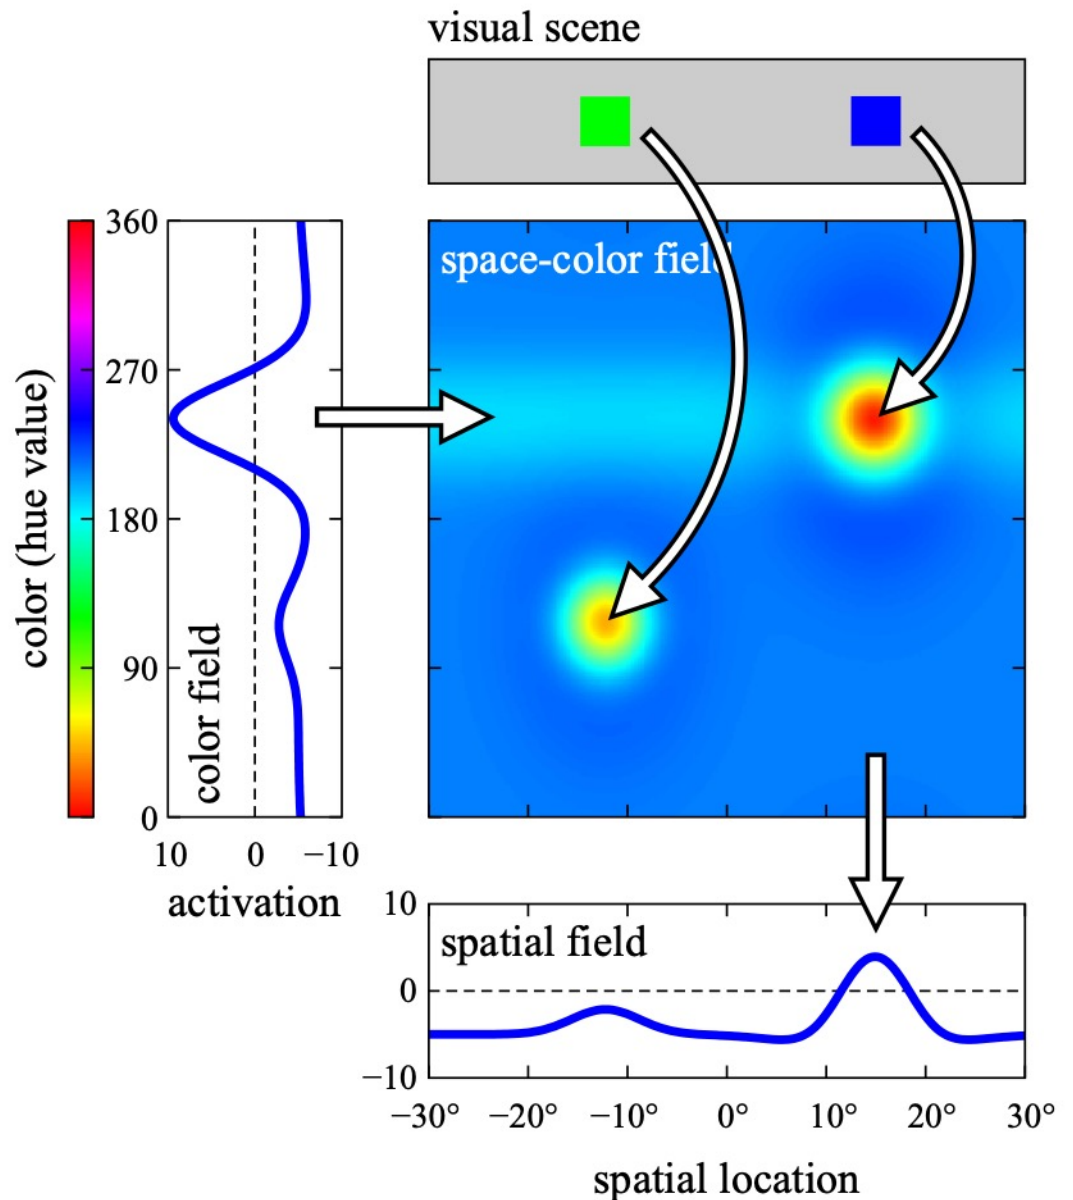 visual scene
space-color field
360
270
180
90
0
color (hue value)
color field
10 0 −10
activation
spatial field
10
0
−10
−30° −20° −10° 0° 10° 20° 30°
spatial location